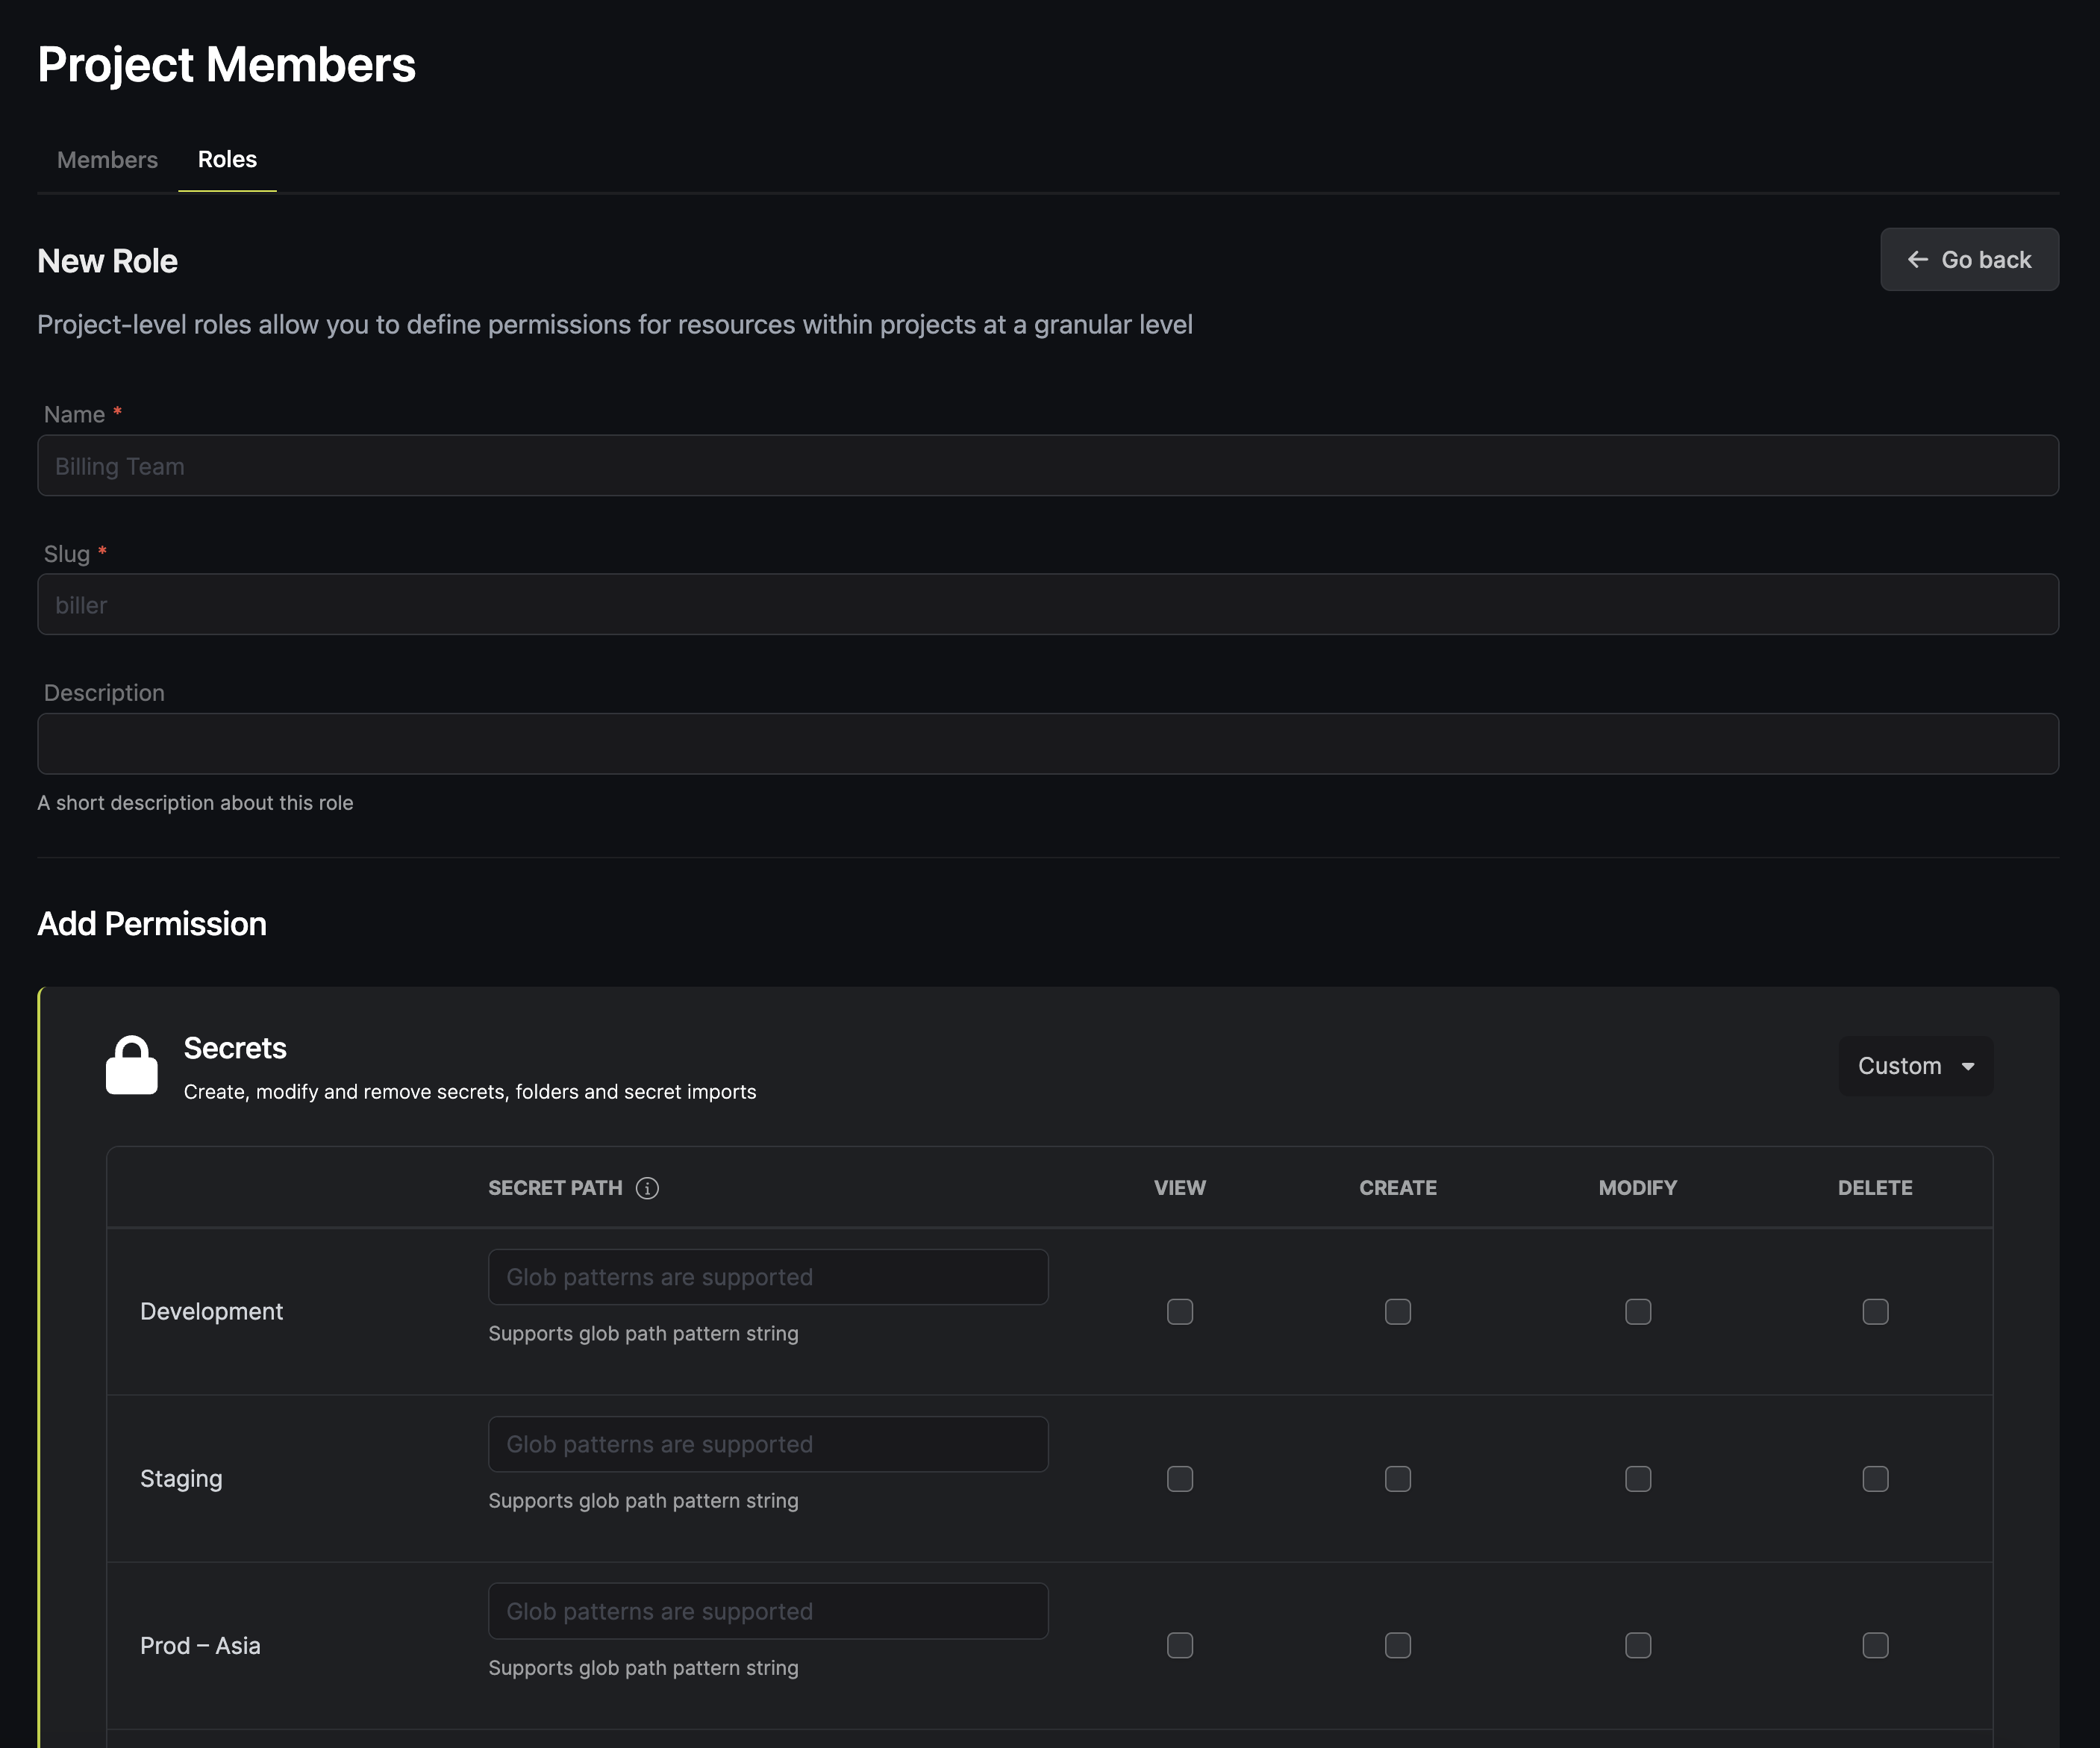 Project Members
Members
Roles
New Role
Go back
Project-level roles allow you to define permissions for resources within projects at a granular level
Name *
Billing Team
Slug *
biller
Description
A short description about this role
Add Permission
Secrets
Create, modify and remove secrets, folders and secret imports
Custom
SECRET PATH VIEW CREATE MODIFY DELETE
Glob patterns are supported
Development
Supports glob path pattern string
Glob patterns are supported
Staging
Supports glob path pattern string
Glob patterns are supported
Prod – Asia
Supports glob path pattern string